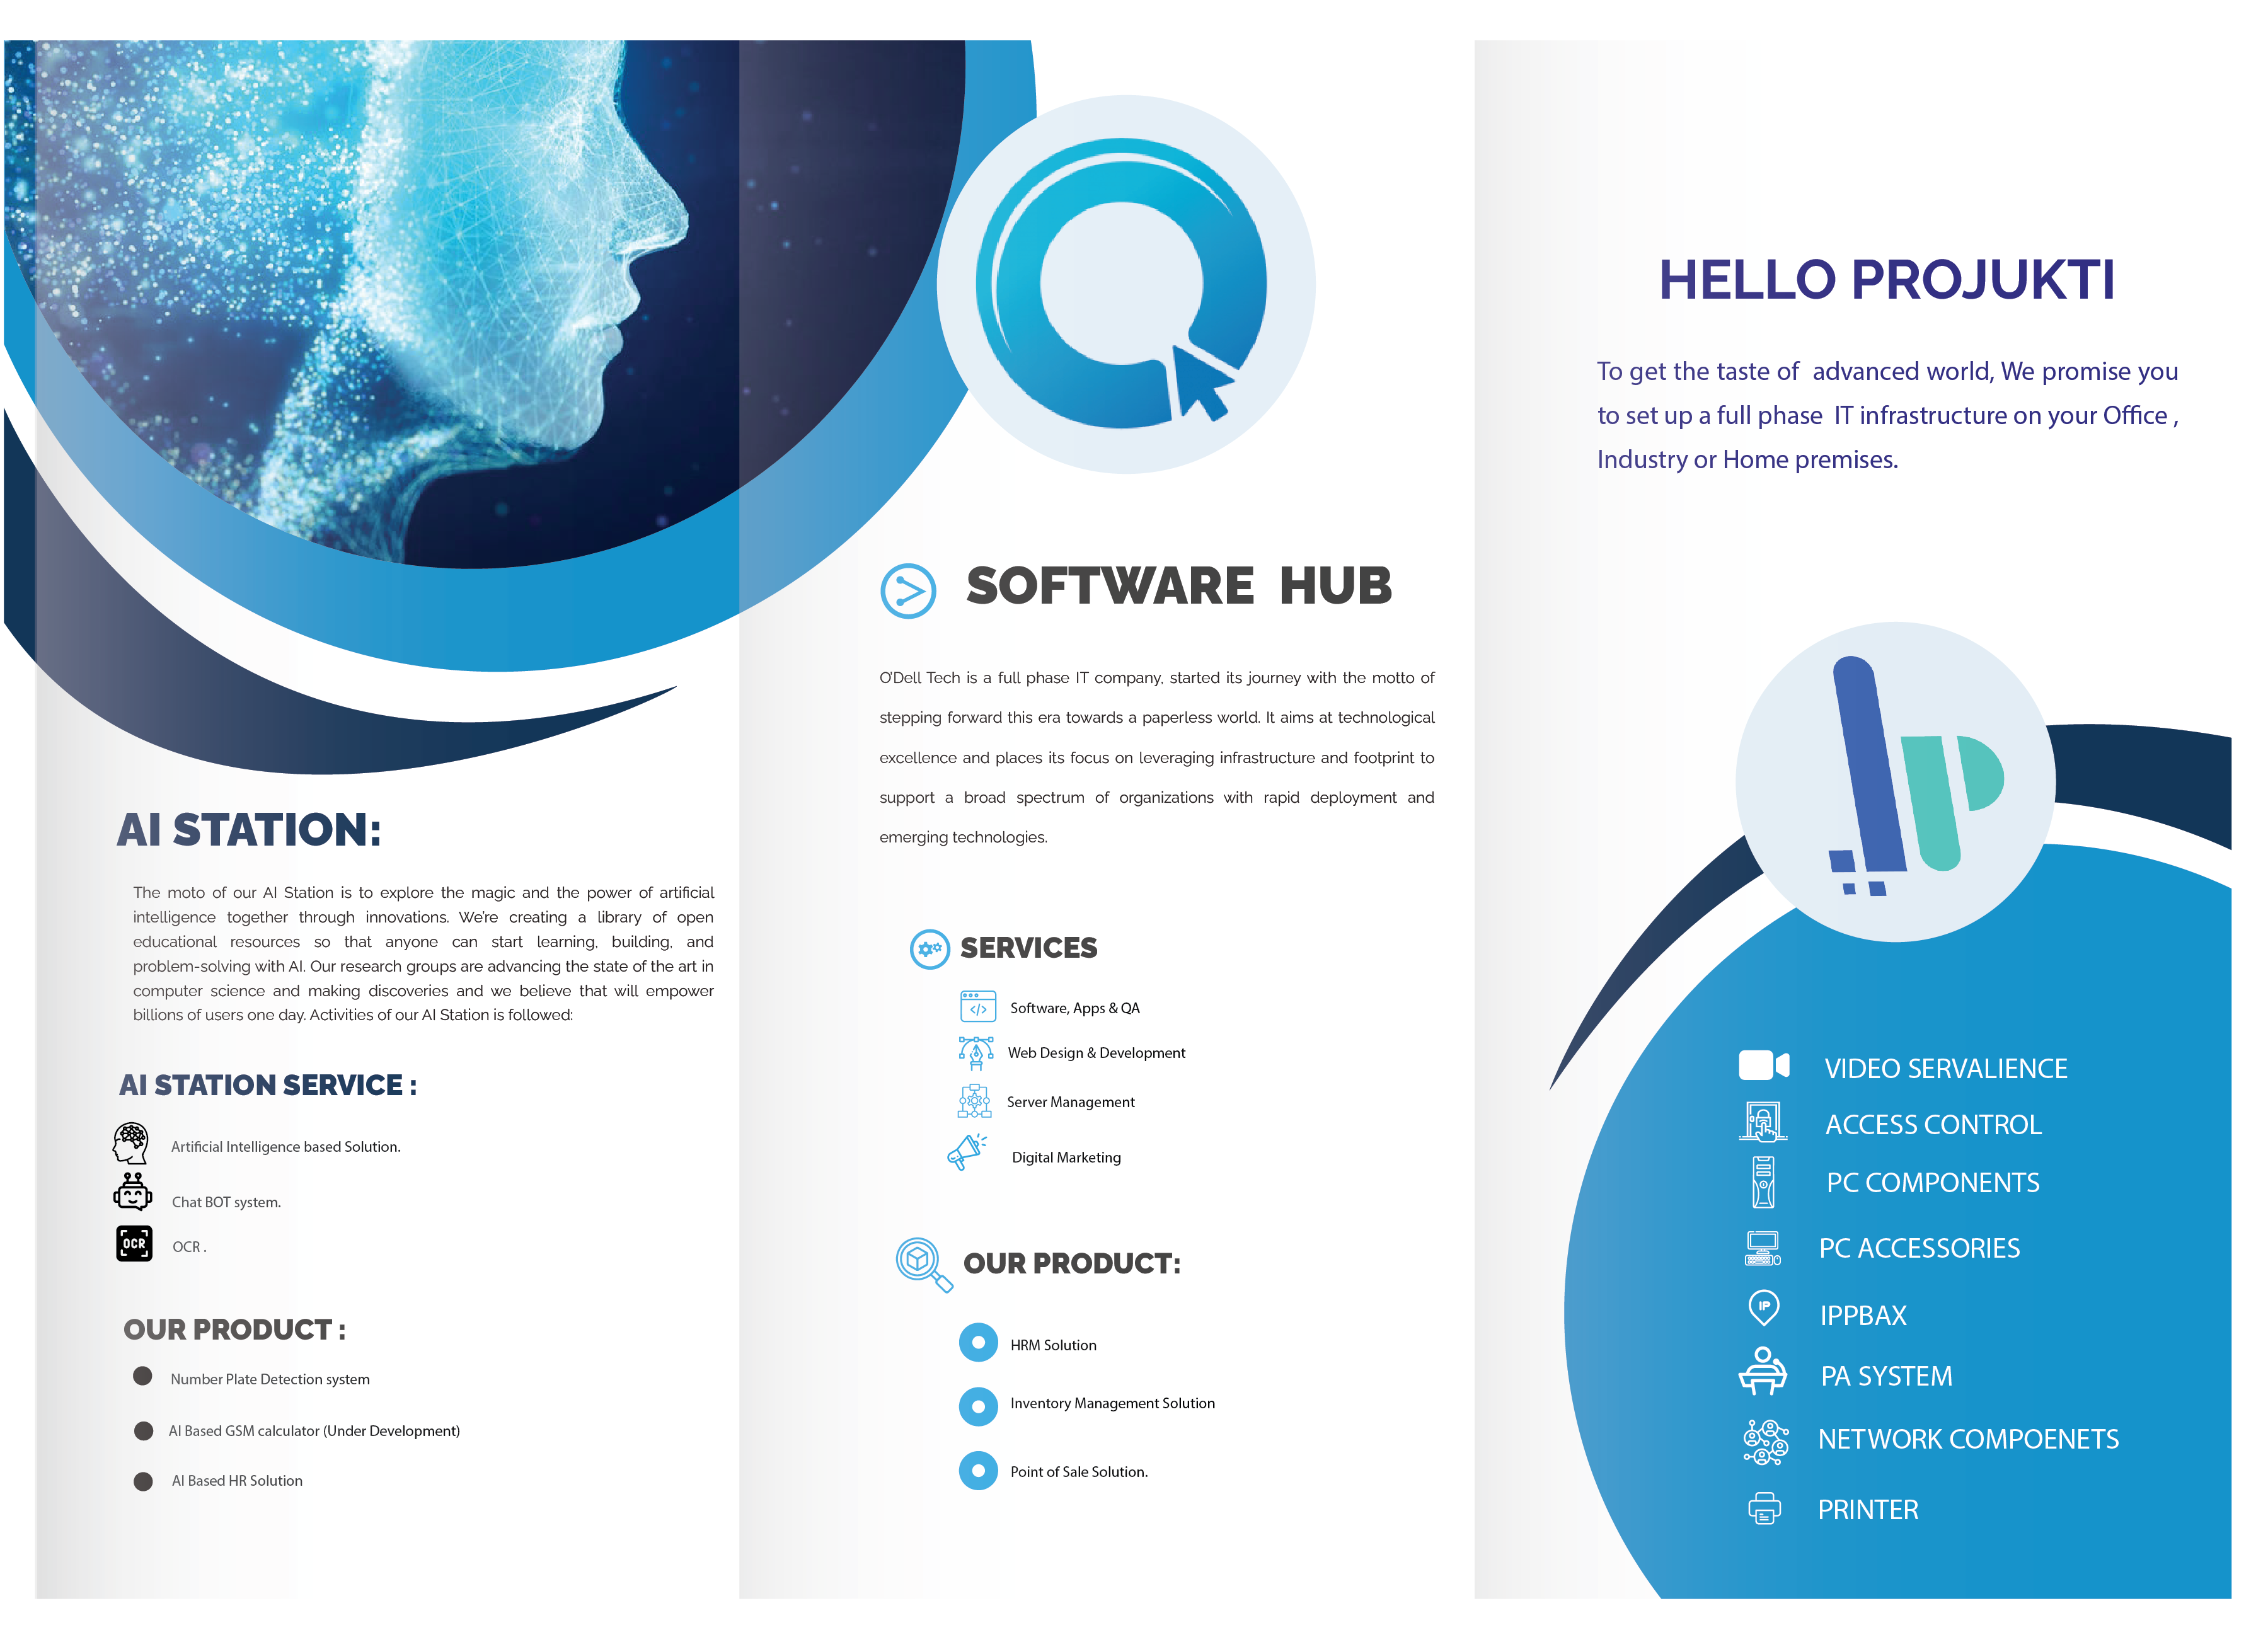 AI STATION:
The moto of our AI Station is to explore the magic and the power of artificial
intelligence together through innovations. We're creating a library of open
educational resources so that anyone can start learning, building, and
problem-solving with AI. Our research groups are advancing the state of the art in
computer science and making discoveries and we believe that will empower
billions of users one day. Activities of our AI Station is followed:
AI STATION SERVICE :
Artificial Intelligence based Solution.
Chat BOT system.
OCR
OCR .
OUR PRODUCT :
Number Plate Detection system
AI Based GSM calculator (Under Development)
AI Based HR Solution
SOFTWARE HUB
O'Dell Tech is a full phase IT company, started its journey with the motto of
stepping forward this era towards a paperless world. It aims at technological
excellence and places its focus on leveraging infrastructure and footprint to
support a broad spectrum of organizations with rapid deployment and
emerging technologies.
SERVICES
Software, Apps & QA
Web Design & Development
Server Management
Digital Marketing
OUR PRODUCT:
HRM Solution
Inventory Management Solution
Point of Sale Solution.
HELLO PROJUKTI
To get the taste of advanced world, We promise you
to set up a full phase IT infrastructure on your Office ,
Industry or Home premises.
VIDEO SERVALIENCE
ACCESS CONTROL
PC COMPONENTS
PC ACCESSORIES
IP
IPPBAX
PA SYSTEM
NETWORK COMPOENETS
PRINTER